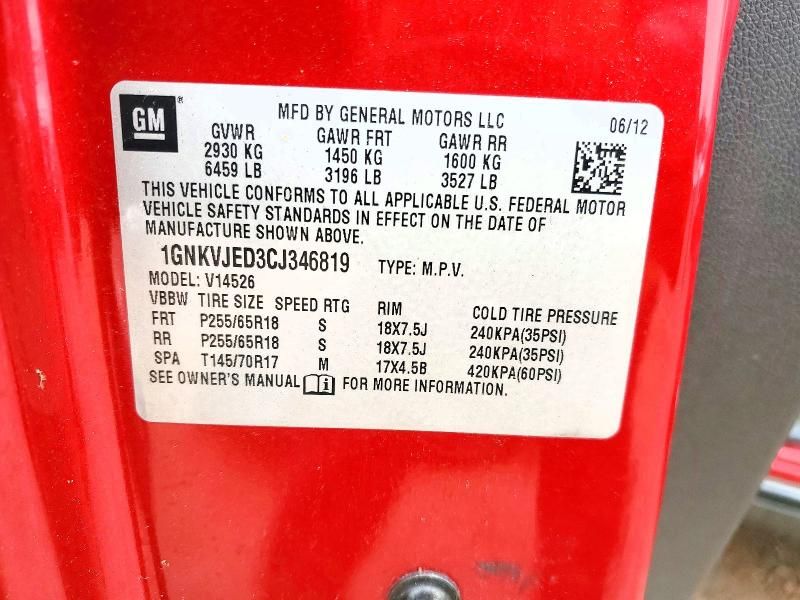 GM®
MFD BY GENERAL MOTORS LLC 06/12
GVWR GAWR FRT GAWR RR
2930 KG 1450 KG 1600 KG
6459 LB 3196 LB 3527 LB
THIS VEHICLE CONFORMS TO ALL APPLICABLE U.S. FEDERAL MOTOR
VEHICLE SAFETY STANDARDS IN EFFECT ON THE DATE OF
MANUFACTURE SHOWN ABOVE.
1GNKVJED3CJ346819 TYPE: M.P.V.
MODEL: V14526
VBBW TIRE SIZE SPEED RTG RIM COLD TIRE PRESSURE
FRT P255/65R18 S 18X7.5J 240KPA(35PSI)
RR P255/65R18 S 18X7.5J 240KPA(35PSI)
SPA T145/70R17 M 17X4.5B 420KPA(60PSI)
SEE OWNER'S MANUAL i FOR MORE INFORMATION.